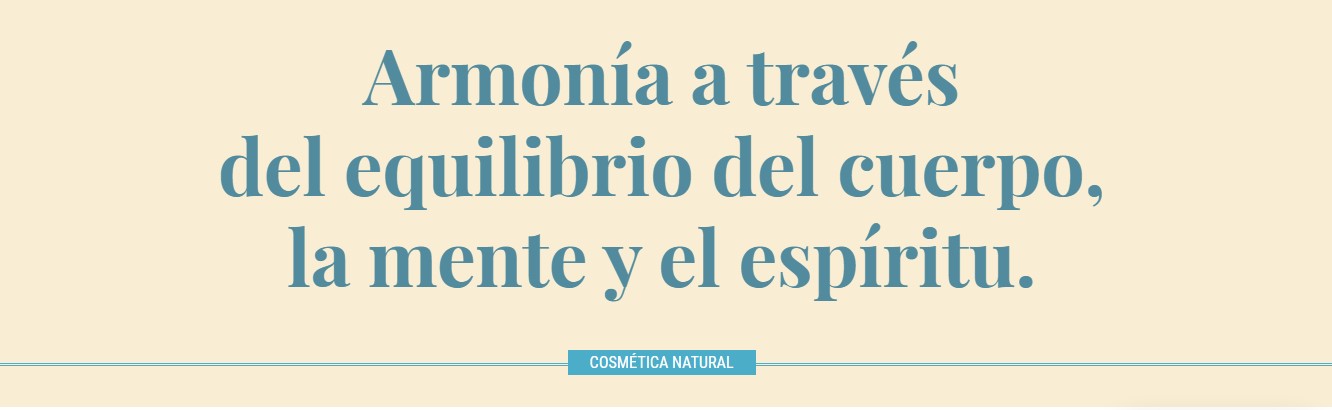 Armonía a través
del equilibrio del cuerpo,
la mente y el espíritu.
COSMÉTICA NATURAL